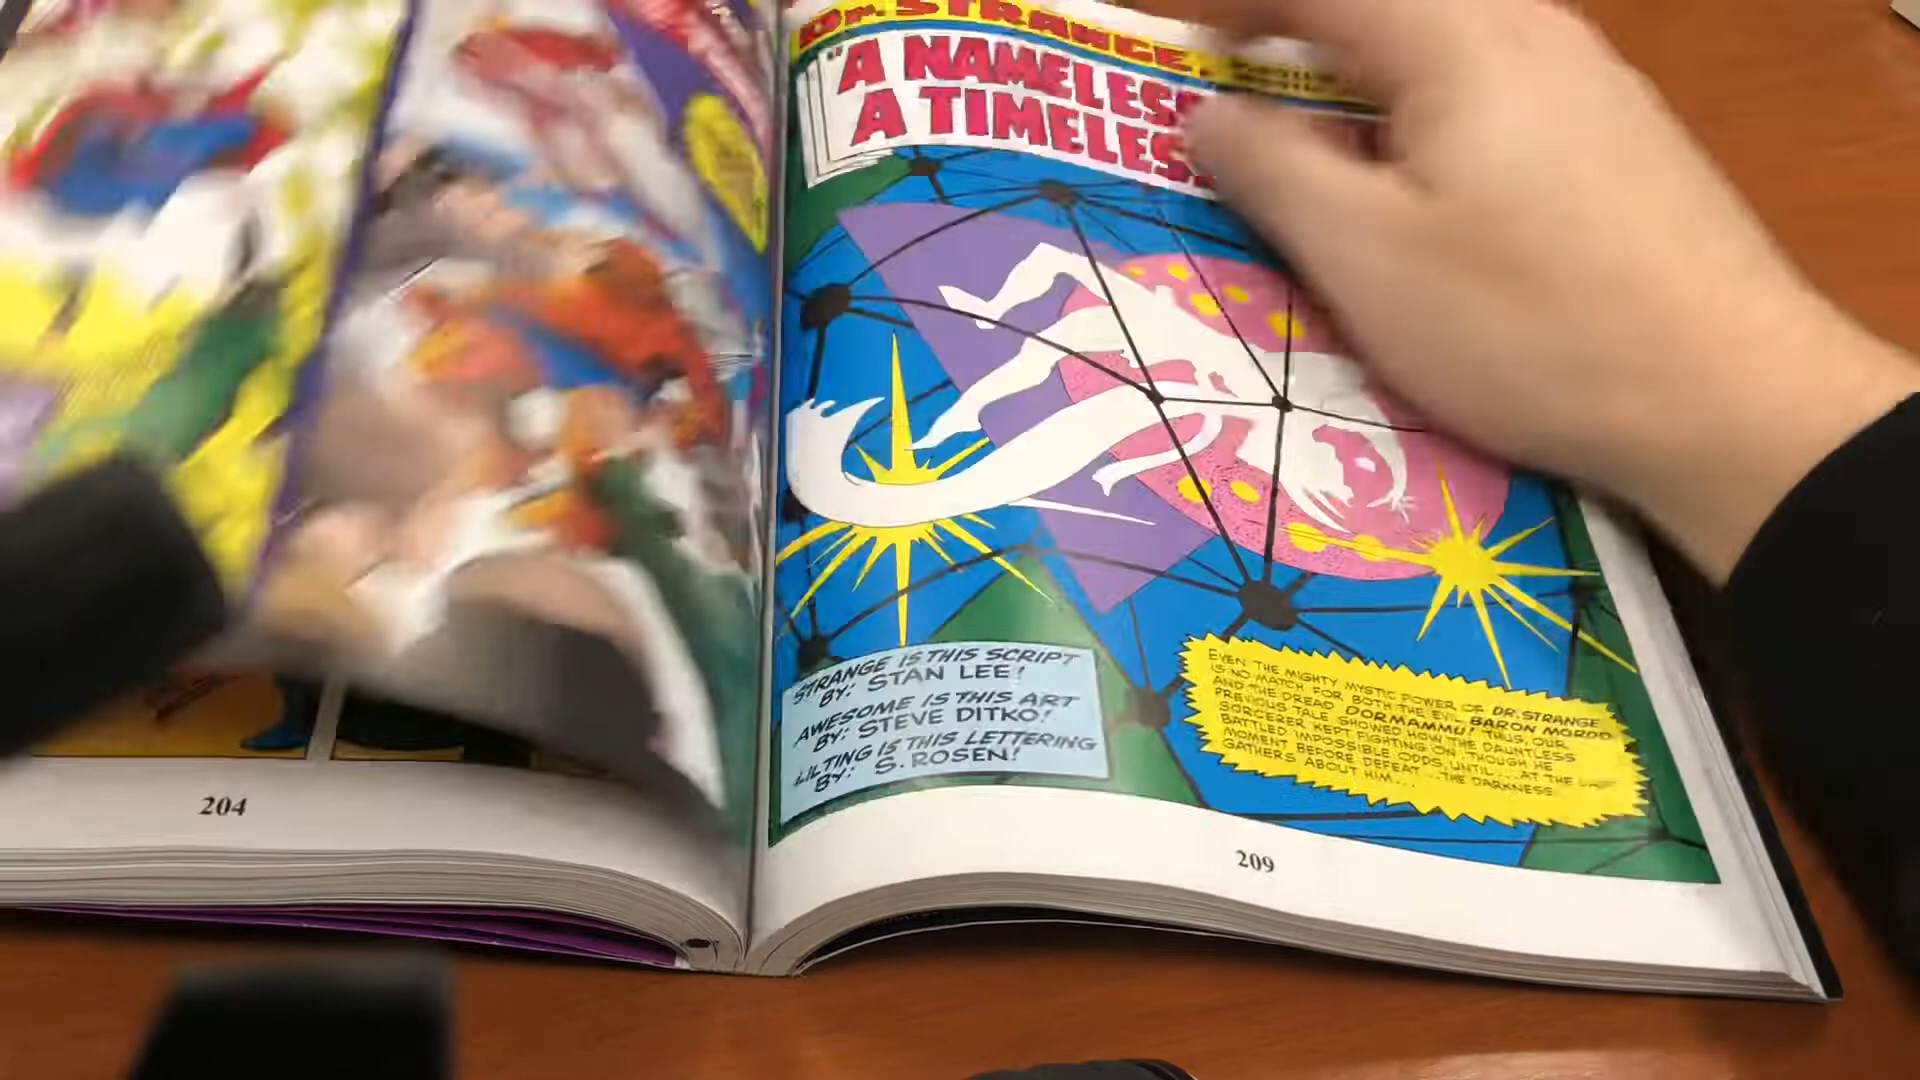 DR. STRANGE
"A NAMELESS
A TIMELESS
STRANGE IS THIS SCRIPT
BY: STAN LEE!
AWESOME IS THIS ART
BY: STEVE DITKO!
LILTING IS THIS LETTERING
BY: S. ROSEN!
EVEN THE MIGHTY MYSTIC POWER OF DR. STRANGE
IS NO MATCH FOR BOTH THE EVIL BARON MORDO
AND THE DREAD DORMAMMU! THUS, OUR
PREVIOUS TALE SHOWED HOW THE DAUNTLESS
SORCERER KEPT FIGHTING ON THOUGH HE
BATTLED IMPOSSIBLE ODDS, UNTIL... AT THE LAST
MOMENT BEFORE DEFEAT...THE DARKNESS
GATHERS ABOUT HIM...
204
209